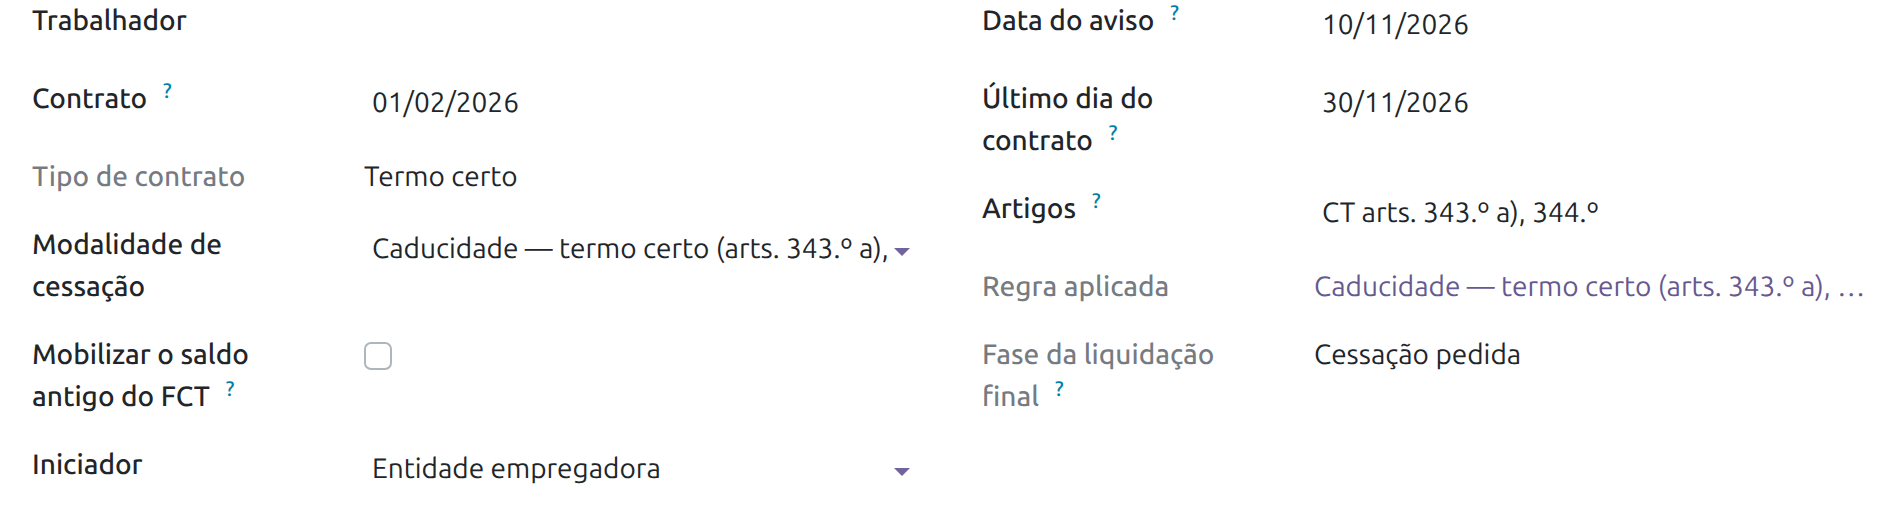 Trabalhador
Contrato ?
01/02/2026
Tipo de contrato
Termo certo
Modalidade de
cessação
Caducidade — termo certo (arts. 343.º a),
Mobilizar o saldo
antigo do FCT ?
Iniciador
Entidade empregadora
Data do aviso ?
10/11/2026
Último dia do
contrato ?
30/11/2026
Artigos ?
CT arts. 343.º a), 344.º
Regra aplicada
Caducidade — termo certo (arts. 343.º a), …
Fase da liquidação
final ?
Cessação pedida